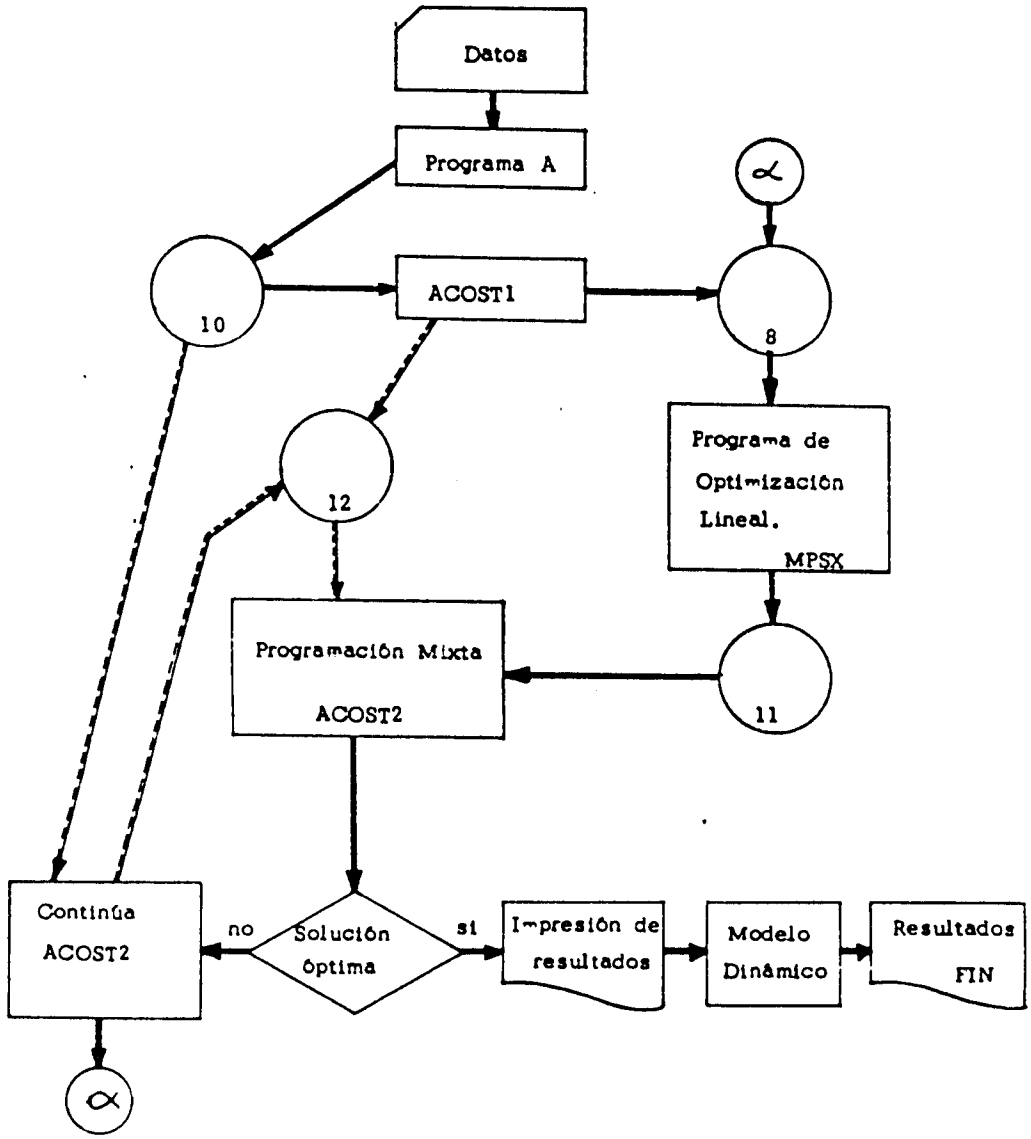 Datos
Programa A
α
10
ACOST1
8
12
Programa de
Optimización
Lineal.
MPSX
Programación Mixta
ACOST2
11
Continúa
ACOST2
no
Solución
óptima
si
Impresión de
resultados
Modelo
Dinâmico
Resultados
FIN
α